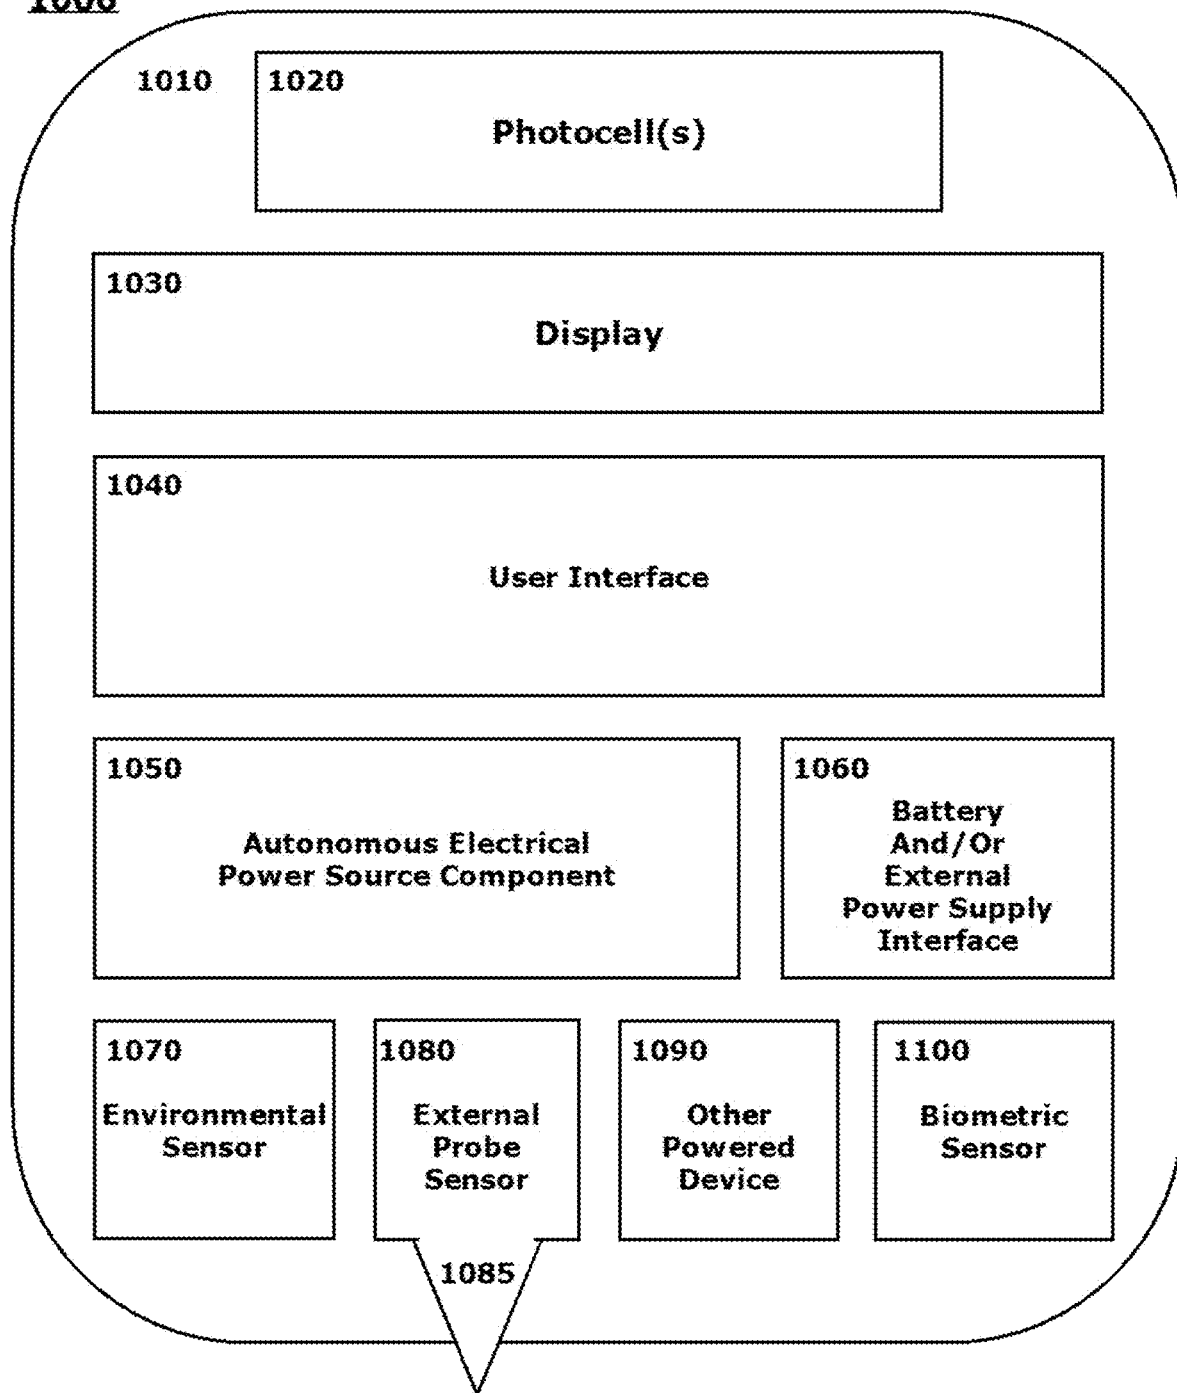 1010
1020
Photocell(s)
1030
Display
1040
User Interface
1050
Autonomous Electrical
Power Source Component
1060
Battery
And/Or
External
Power Supply
Interface
1070
Environmental
Sensor
1080
External
Probe
Sensor
1085
1090
Other
Powered
Device
1100
Biometric
Sensor